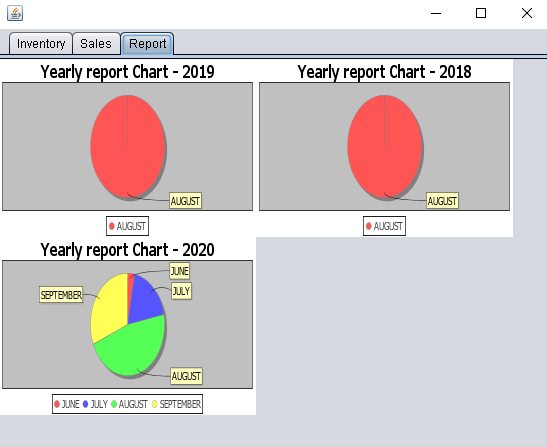 Inventory Sales Report
Yearly report Chart - 2019
AUGUST
AUGUST
Yearly report Chart - 2018
AUGUST
AUGUST
Yearly report Chart - 2020
JUNE
JULY
SEPTEMBER
AUGUST
JUNE JULY AUGUST SEPTEMBER